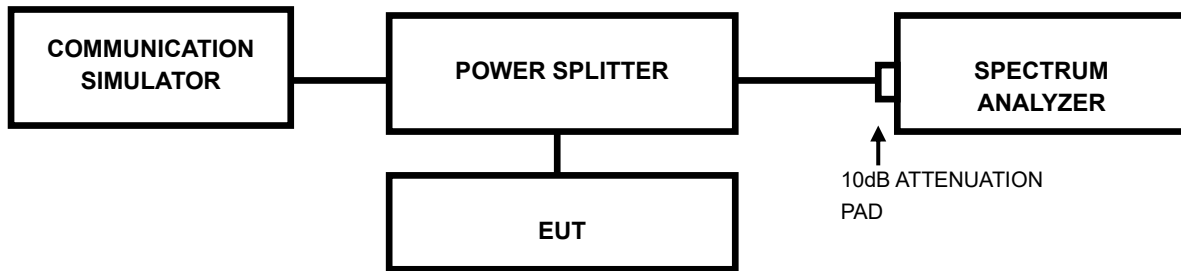 COMMUNICATION
SIMULATOR
POWER SPLITTER
SPECTRUM
ANALYZER
10dB ATTENUATION
PAD
EUT